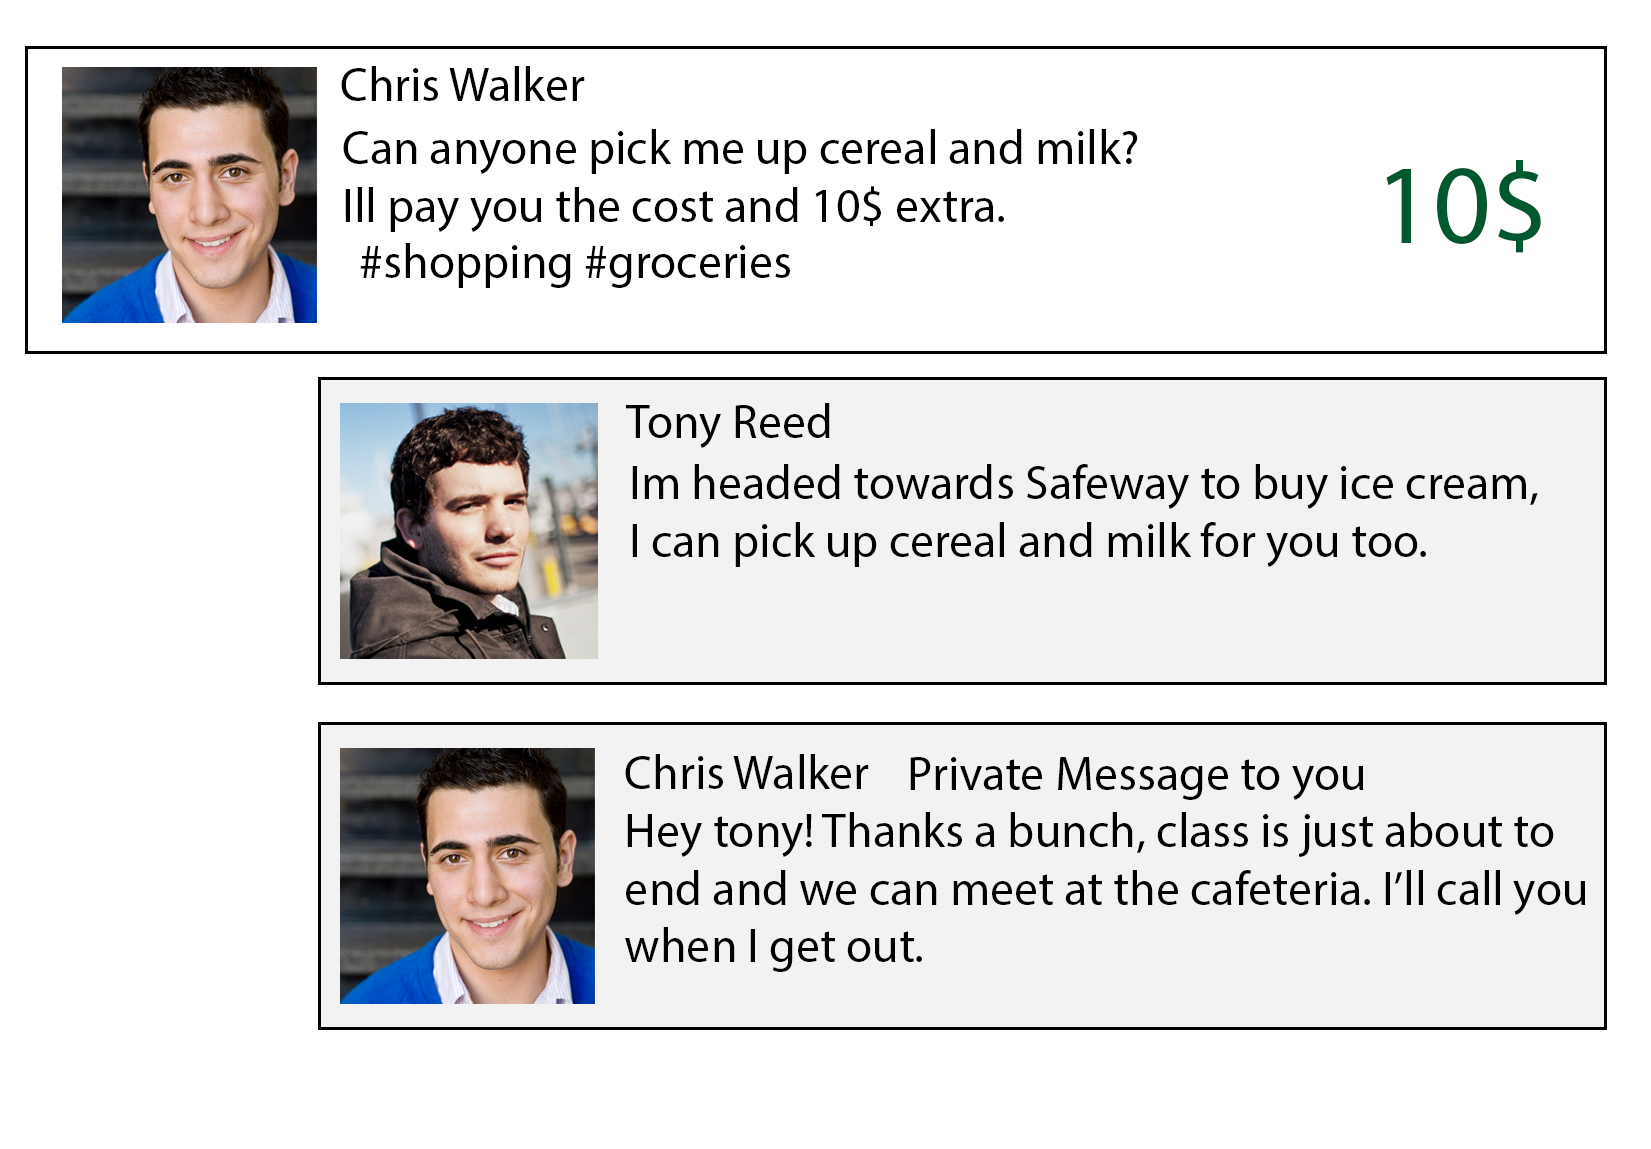 Chris Walker
Can anyone pick me up cereal and milk?
Ill pay you the cost and 10$ extra.
#shopping #groceries
10$
Tony Reed
Im headed towards Safeway to buy ice cream,
I can pick up cereal and milk for you too.
Chris Walker Private Message to you
Hey tony! Thanks a bunch, class is just about to
end and we can meet at the cafeteria. I’ll call you
when I get out.